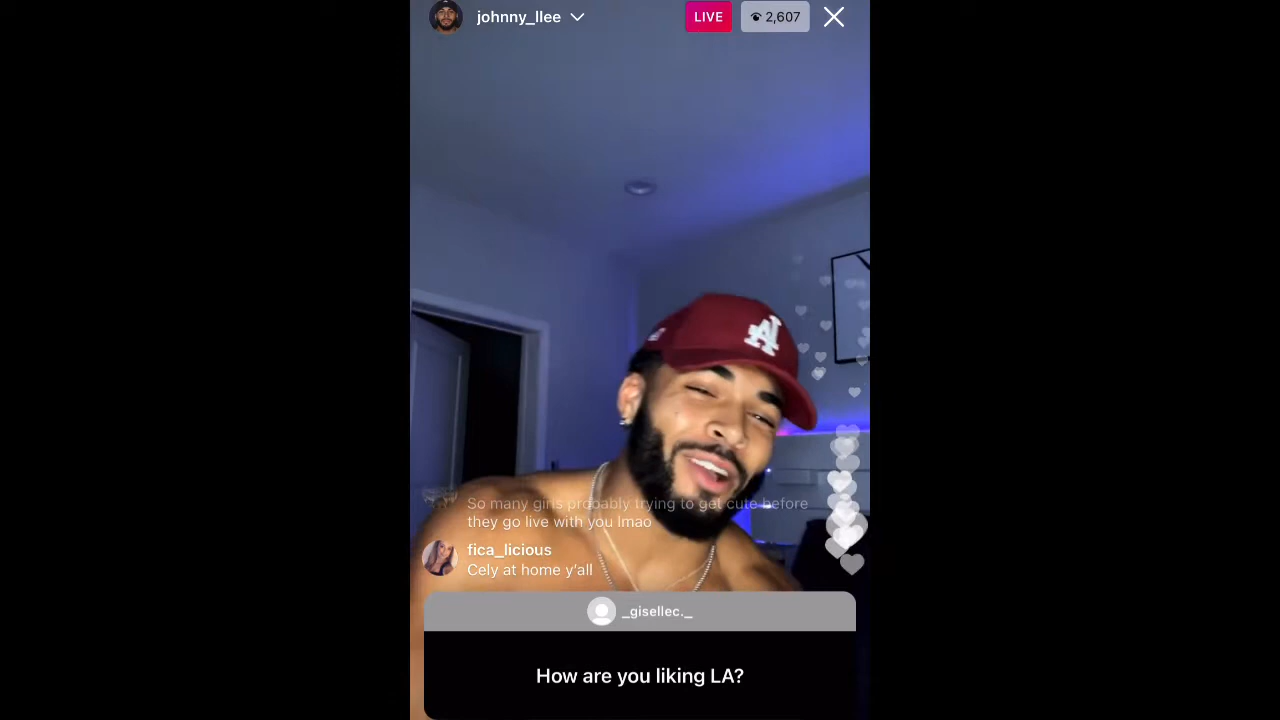 johnny_llee
LIVE
2,607
LA
So many girls probably trying to get cute before
they go live with you lmao
fica_licious
Cely at home y'all
_gisellec._
How are you liking LA?